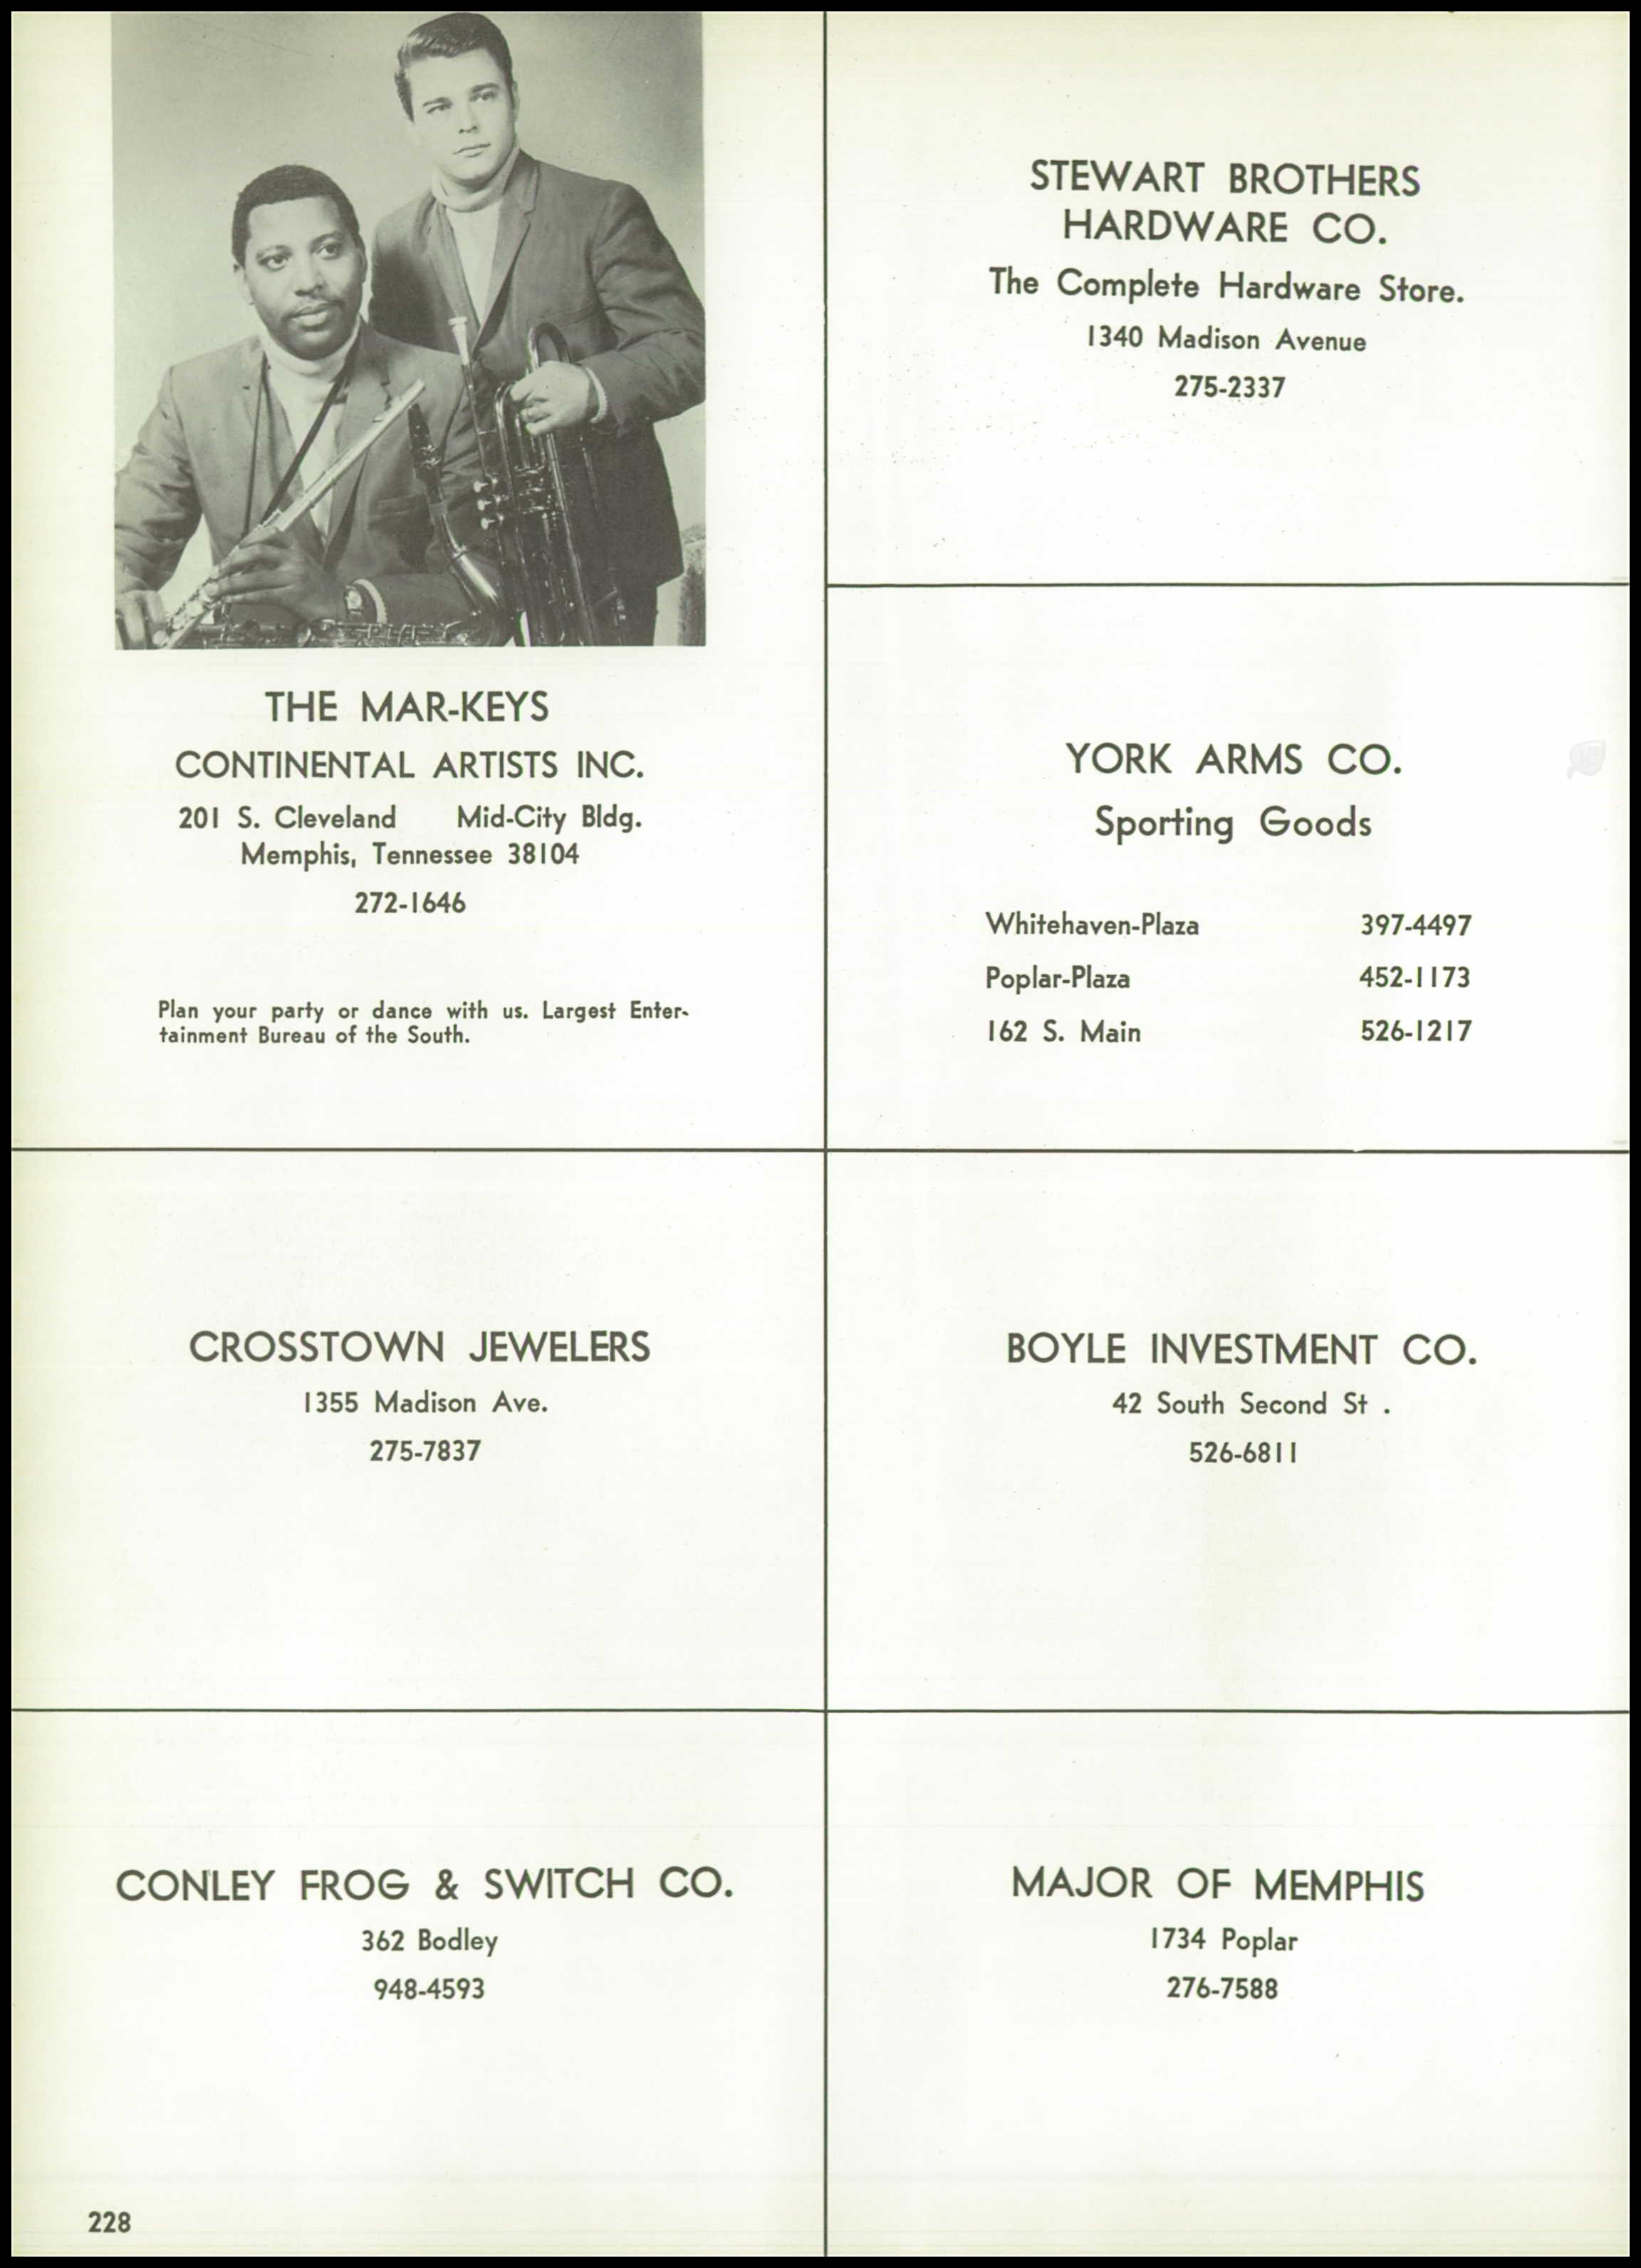 THE MAR-KEYS
CONTINENTAL ARTISTS INC.
201 S. Cleveland Mid-City Bldg.
Memphis, Tennessee 38104
272-1646
Plan your party or dance with us. Largest Enter-
tainment Bureau of the South.
STEWART BROTHERS
HARDWARE CO.
The Complete Hardware Store.
1340 Madison Avenue
275-2337
YORK ARMS CO.
Sporting Goods
Whitehaven-Plaza 397-4497
Poplar-Plaza 452-1173
162 S. Main 526-1217
CROSSTOWN JEWELERS
1355 Madison Ave.
275-7837
BOYLE INVESTMENT CO.
42 South Second St .
526-6811
CONLEY FROG & SWITCH CO.
362 Bodley
948-4593
MAJOR OF MEMPHIS
1734 Poplar
276-7588
228